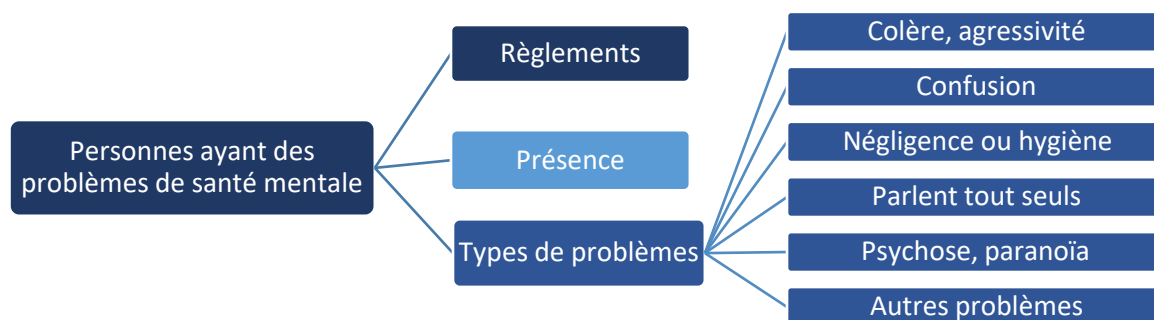 Personnes ayant des
problèmes de santé mentale
Règlements
Présence
Types de problèmes
Colère, agressivité
Confusion
Négligence ou hygiène
Parlent tout seuls
Psychose, paranoïa
Autres problèmes